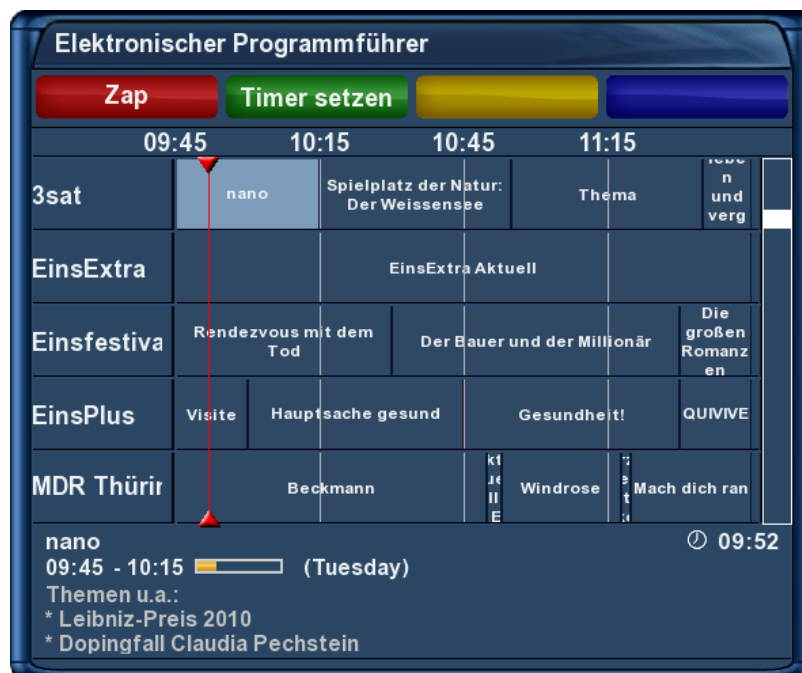 Elektronischer Programmführer
Zap
Timer setzen
09:45
10:15
10:45
11:15
3sat
nano
Spielplatz der Natur:
Der Weissensee
Thema
n
und
verg
EinsExtra
EinsExtra Aktuell
Einsfestiva
Rendezvous mit dem
Tod
Der Bauer und der Millionär
Die
großen
Romanz
en
EinsPlus
Visite
Hauptsache gesund
Gesundheit!
QUIVIVE
MDR Thürin
Beckmann
Windrose
Mach dich ran
nano
09:52
09:45 - 10:15 (Tuesday)
Themen u.a.:
* Leibniz-Preis 2010
* Dopingfall Claudia Pechstein